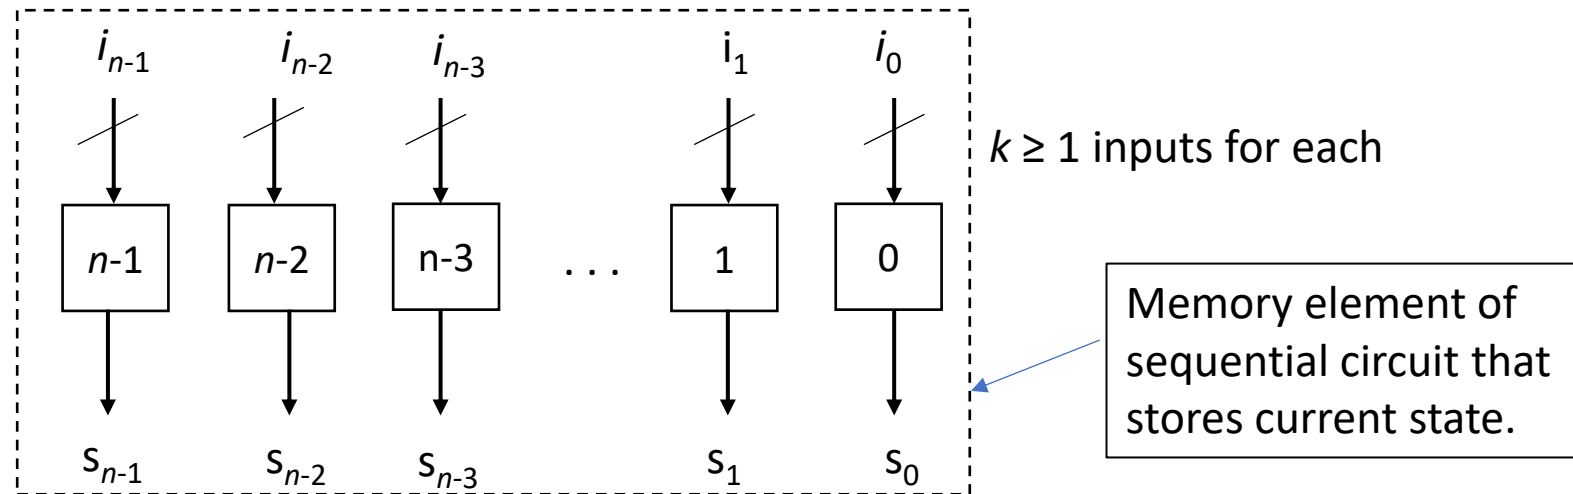 i_{n-1} i_{n-2} i_{n-3} i_1 i_0
k ≥ 1 inputs for each
n-1 n-2 n-3 . . . 1 0
Memory element of
sequential circuit that
stores current state.
s_{n-1} s_{n-2} s_{n-3} s_1 s_0